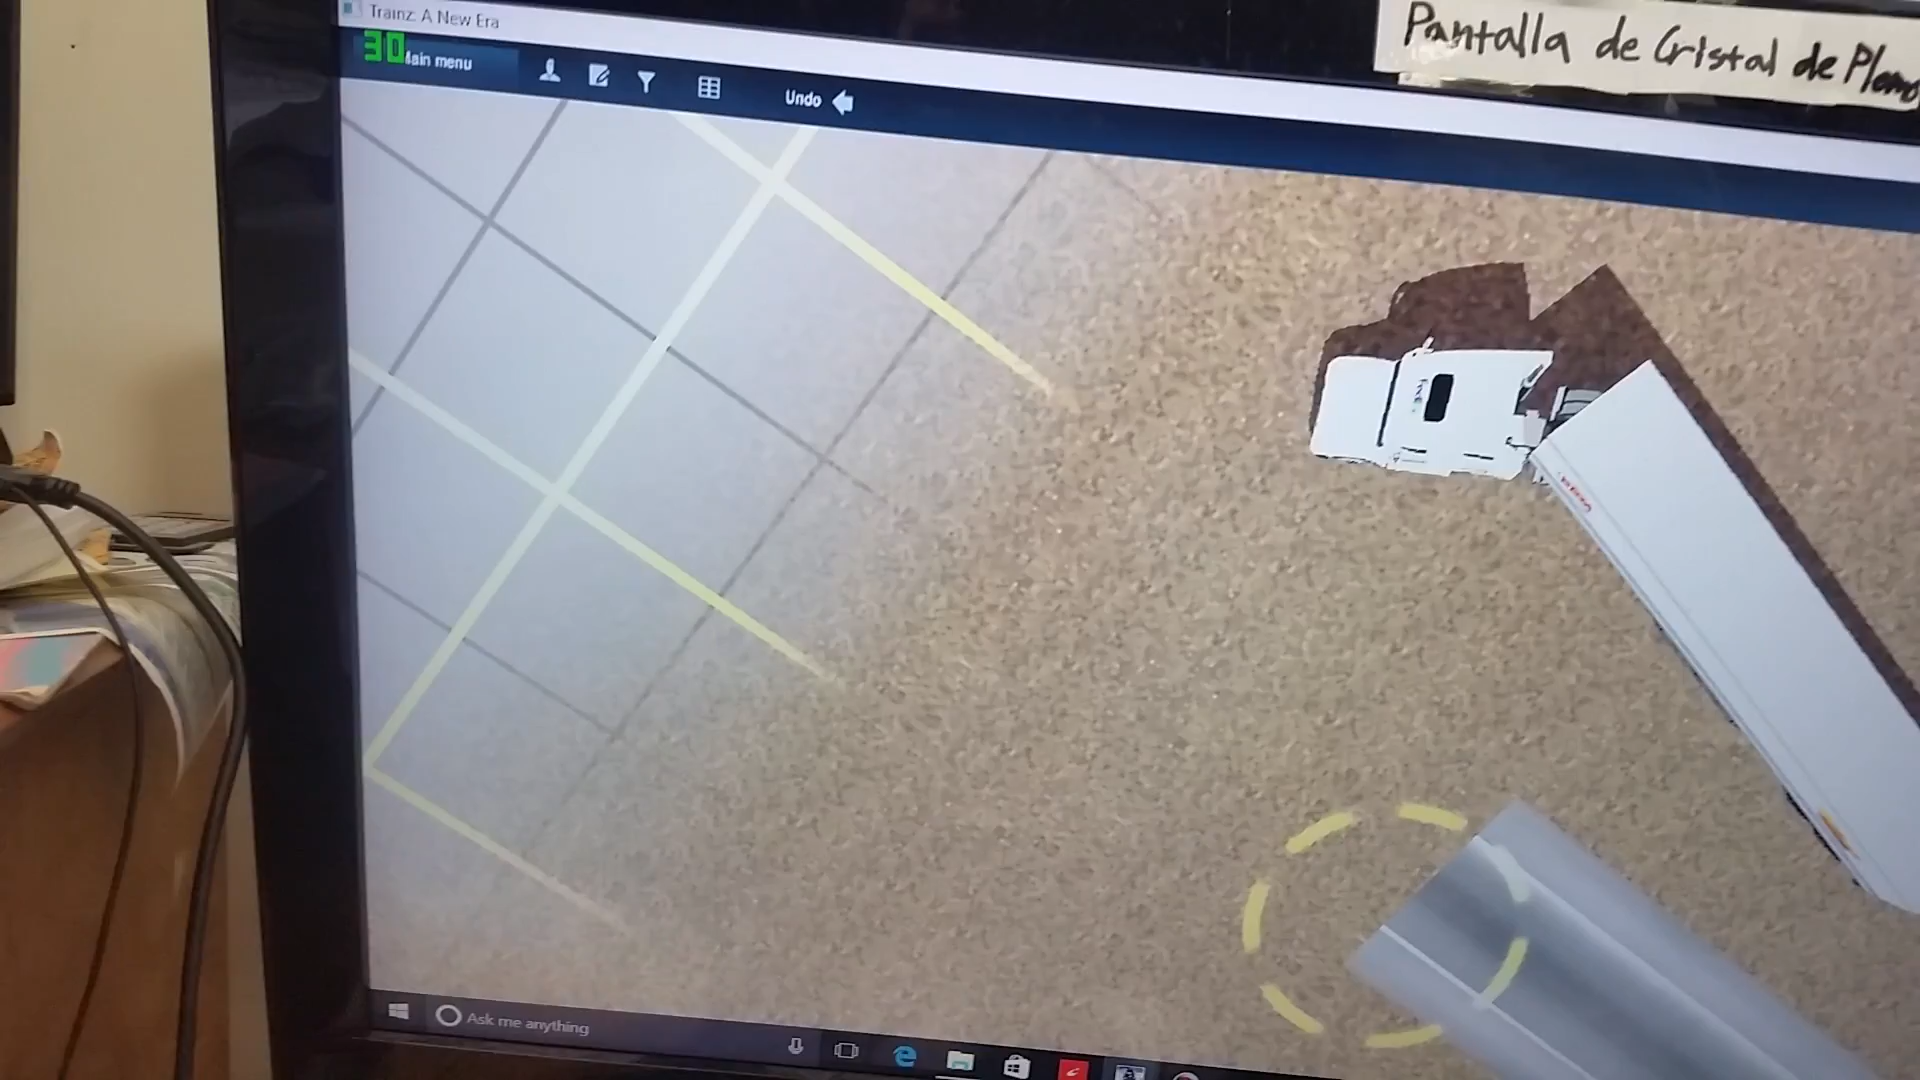 Trainz: A New Era
Pantalla de Cristal de Plomo
30
Main menu
Undo
Ask me anything